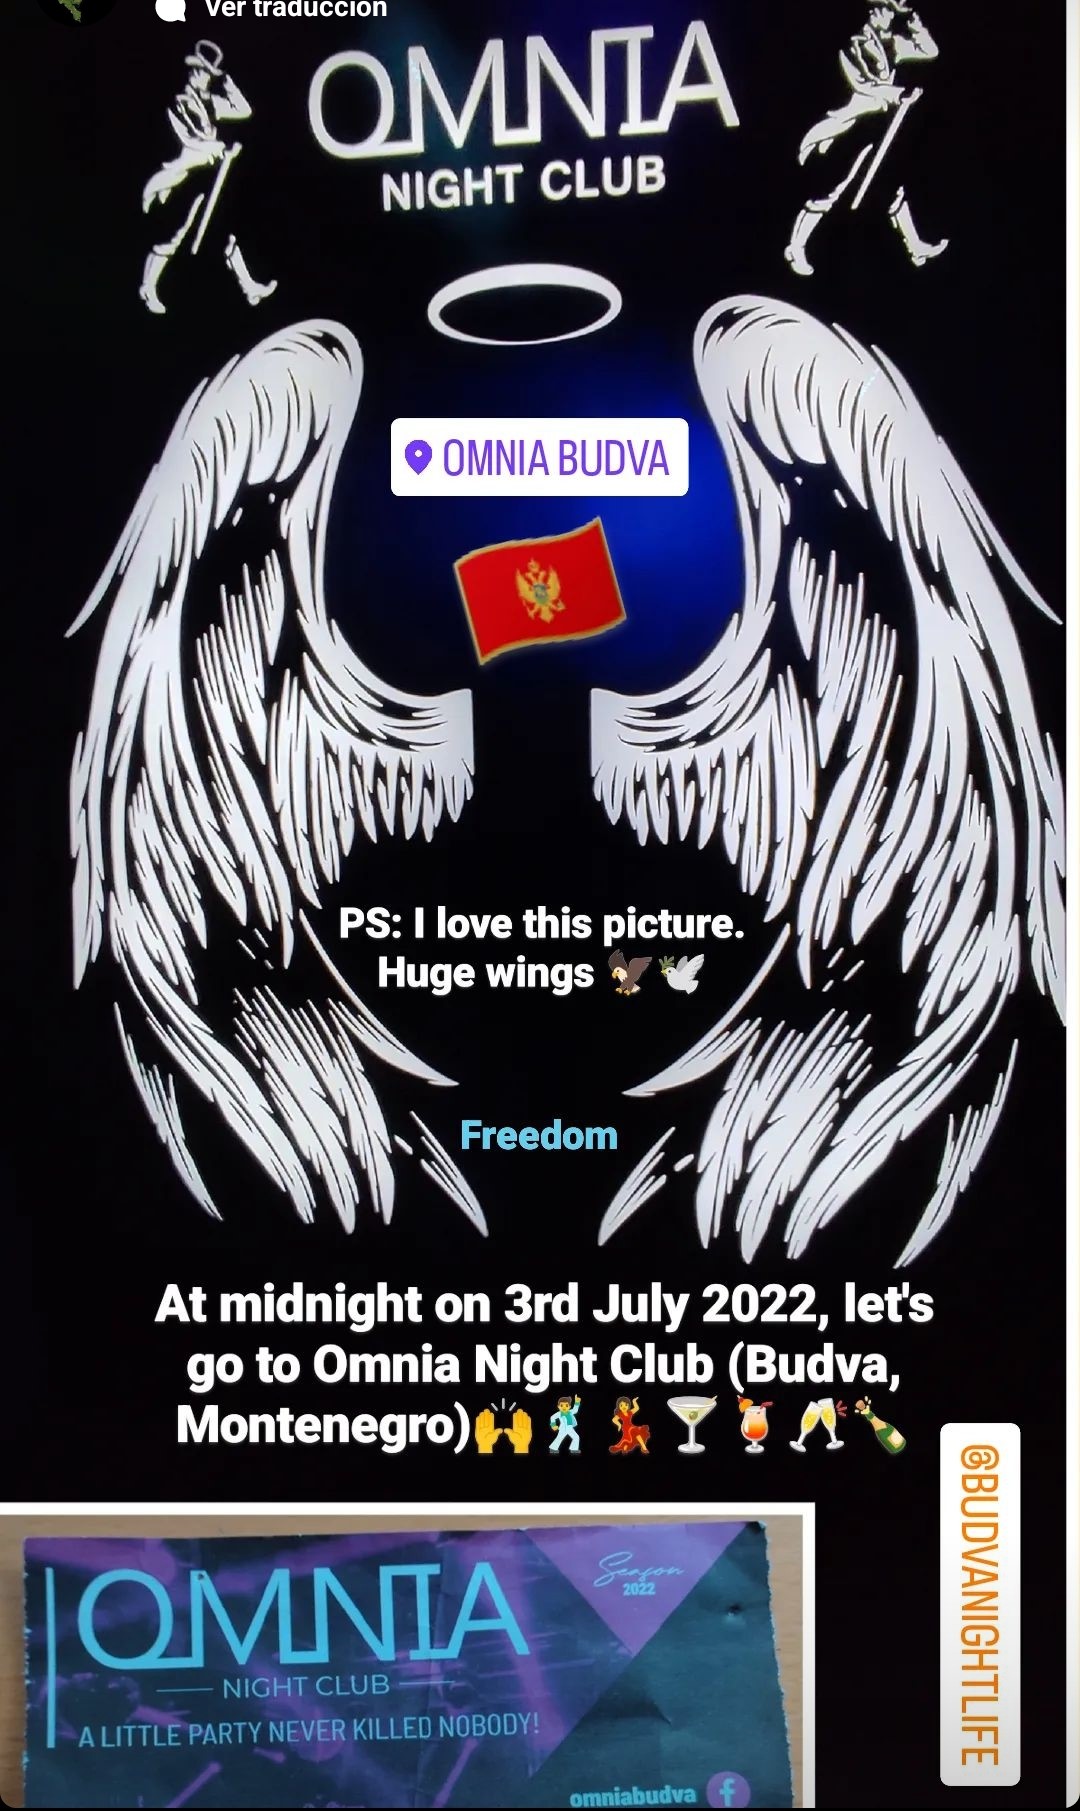 Ver traducción
OMNIA
NIGHT CLUB
OMNIA BUDVA
PS: I love this picture.
Huge wings 🦅🕊️
Freedom
At midnight on 3rd July 2022, let's
go to Omnia Night Club (Budva,
Montenegro)🙌🕺💃🍸🍹🥂🍾
@BUDVANIGHTLIFE
OMNIA
NIGHT CLUB
A LITTLE PARTY NEVER KILLED NOBODY!
Season
2022
omniabudva